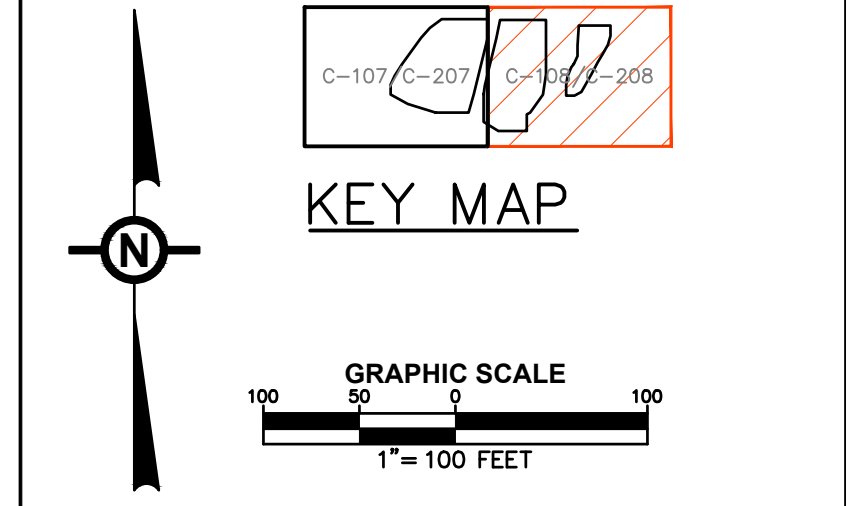 C-107/C-207 C-108/C-208
KEY MAP
N
GRAPHIC SCALE
100 50 0 100
1"= 100 FEET